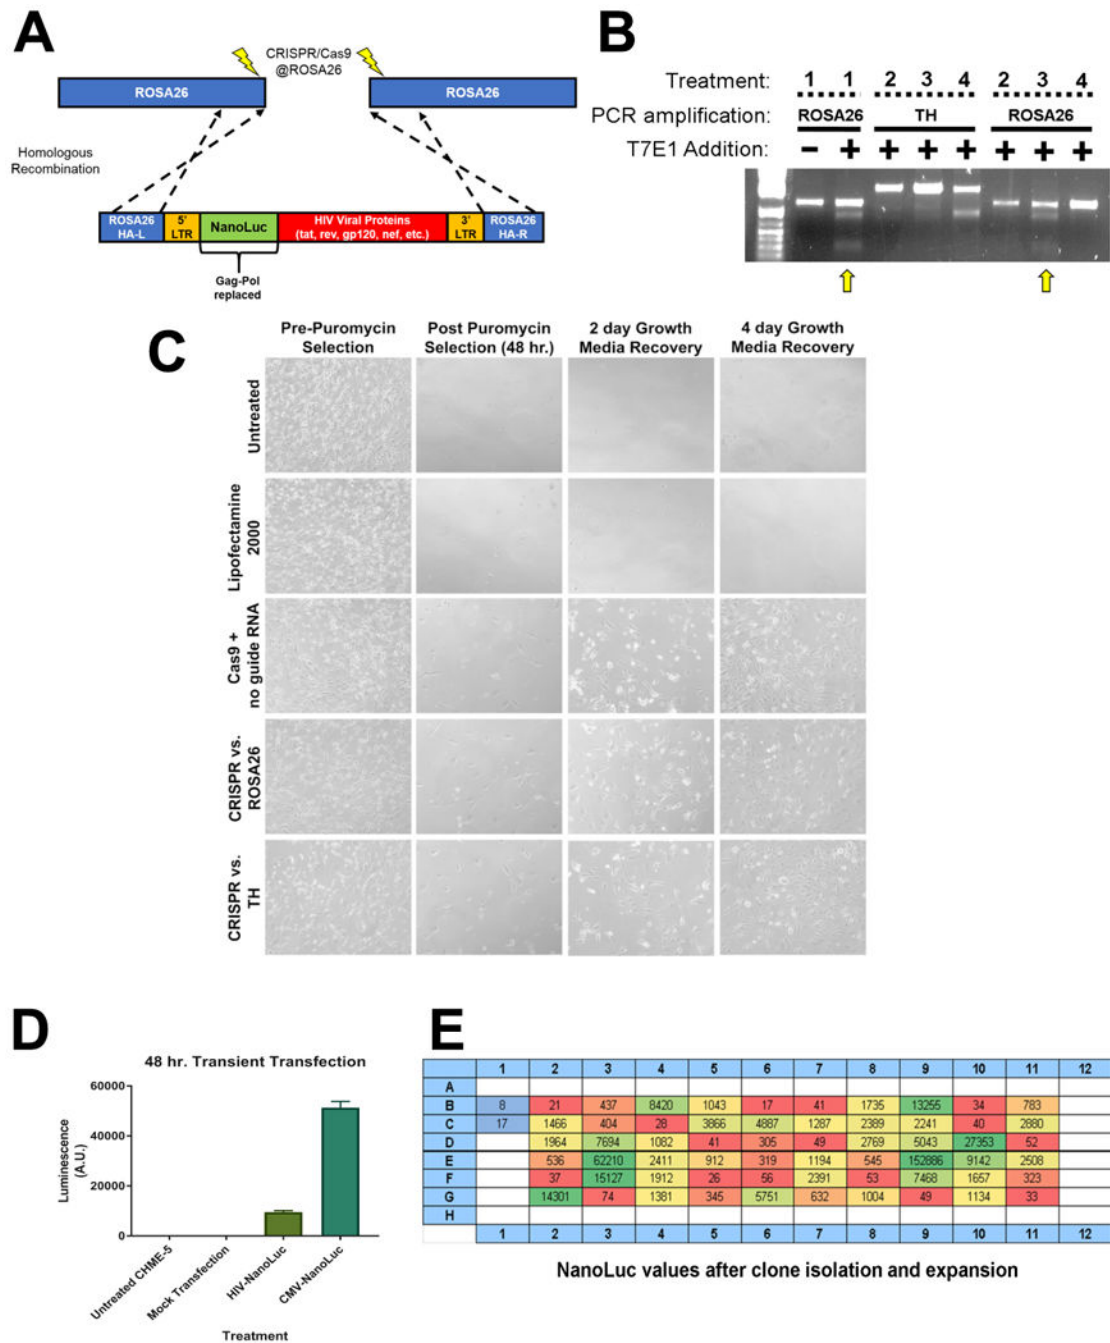 A
CRISPR/Cas9
@ROSA26
ROSA26
ROSA26
Homologous
Recombination
ROSA26
HA-L
5'
LTR
NanoLuc
HIV Viral Proteins
(tat, rev, gp120, nef, etc.)
3'
LTR
ROSA26
HA-R
Gag-Pol
replaced
B
Treatment: 1 1 2 3 4 2 3 4
PCR amplification: ROSA26 TH ROSA26
T7E1 Addition: − + + + + + + +
C
Pre-Puromycin
Selection
Post Puromycin
Selection (48 hr.)
2 day Growth
Media Recovery
4 day Growth
Media Recovery
Untreated
Lipofectamine
2000
Cas9 +
no guide RNA
CRISPR vs.
ROSA26
CRISPR vs.
TH
D
48 hr. Transient Transfection
Luminescence
(A.U.)
60000
40000
20000
0
Untreated CHME-5
Mock Transfection
HIV-NanoLuc
CMV-NanoLuc
Treatment
E
1 2 3 4 5 6 7 8 9 10 11 12
A
B 8 21 437 8420 1043 17 41 1735 13255 34 783
C 17 1466 404 28 3866 4887 1287 2389 2241 40 2880
D 1964 7694 1082 41 305 49 2769 5043 27353 52
E 536 62210 2411 912 319 1194 545 152886 9142 2508
F 37 15127 1912 26 56 2391 53 7468 1657 323
G 14301 74 1381 345 5751 632 1004 49 1134 33
H
1 2 3 4 5 6 7 8 9 10 11 12
NanoLuc values after clone isolation and expansion